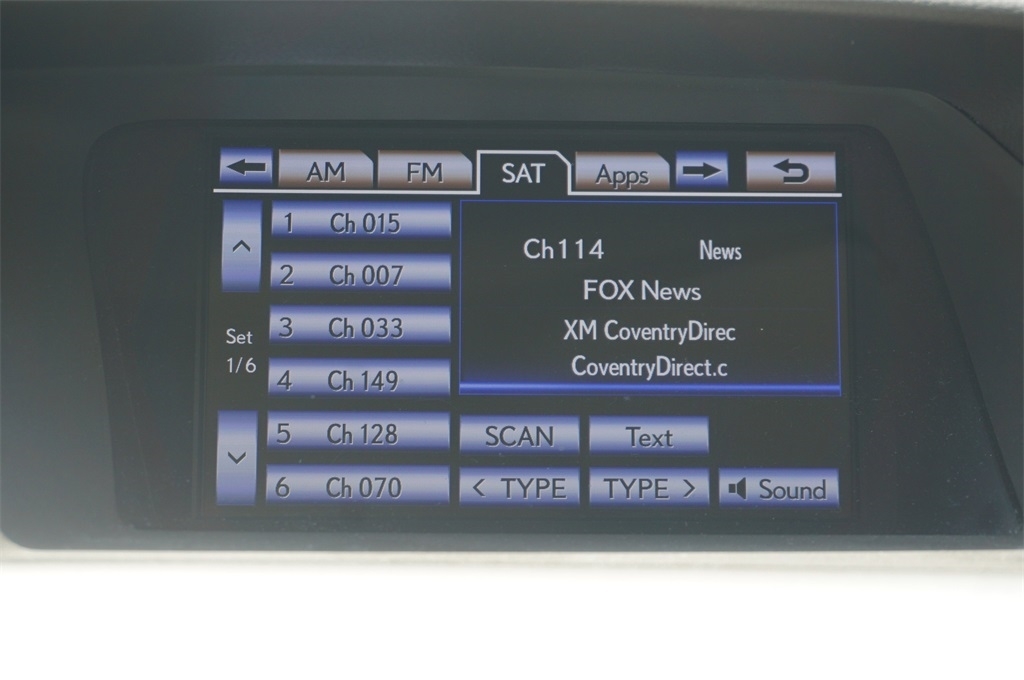 AM FM SAT Apps
1 Ch 015
2 Ch 007
3 Ch 033
4 Ch 149
5 Ch 128
6 Ch 070
Set
1/6
Ch114 News
FOX News
XM CoventryDirec
CoventryDirect.c
SCAN Text
< TYPE TYPE > Sound